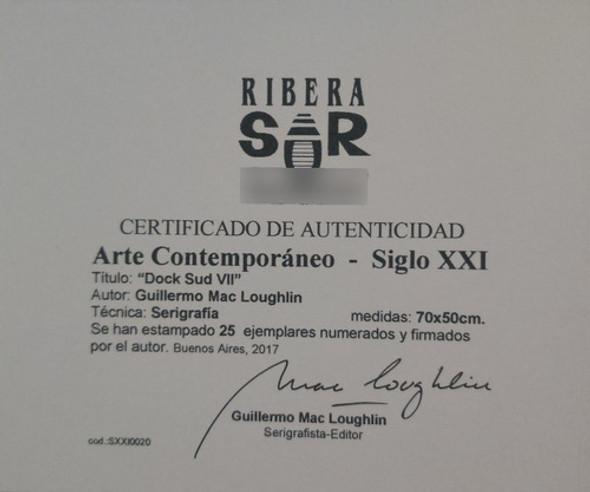 RIBERA
SUR
CERTIFICADO DE AUTENTICIDAD
Arte Contemporáneo - Siglo XXI
Título: "Dock Sud VII"
Autor: Guillermo Mac Loughlin
Técnica: Serigrafía medidas: 70x50cm.
Se han estampado 25 ejemplares numerados y firmados
por el autor. Buenos Aires, 2017
Mac Loughlin
Guillermo Mac Loughlin
Serigrafista-Editor
cod.:SXXI0020